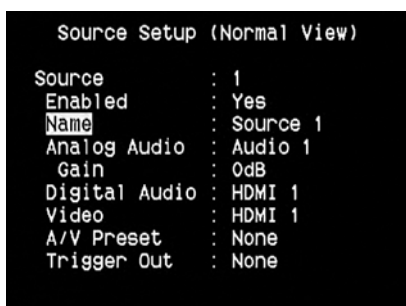 Source Setup (Normal View)
Source : 1
Enabled : Yes
Name : Source 1
Analog Audio : Audio 1
Gain : 0dB
Digital Audio : HDMI 1
Video : HDMI 1
A/V Preset : None
Trigger Out : None